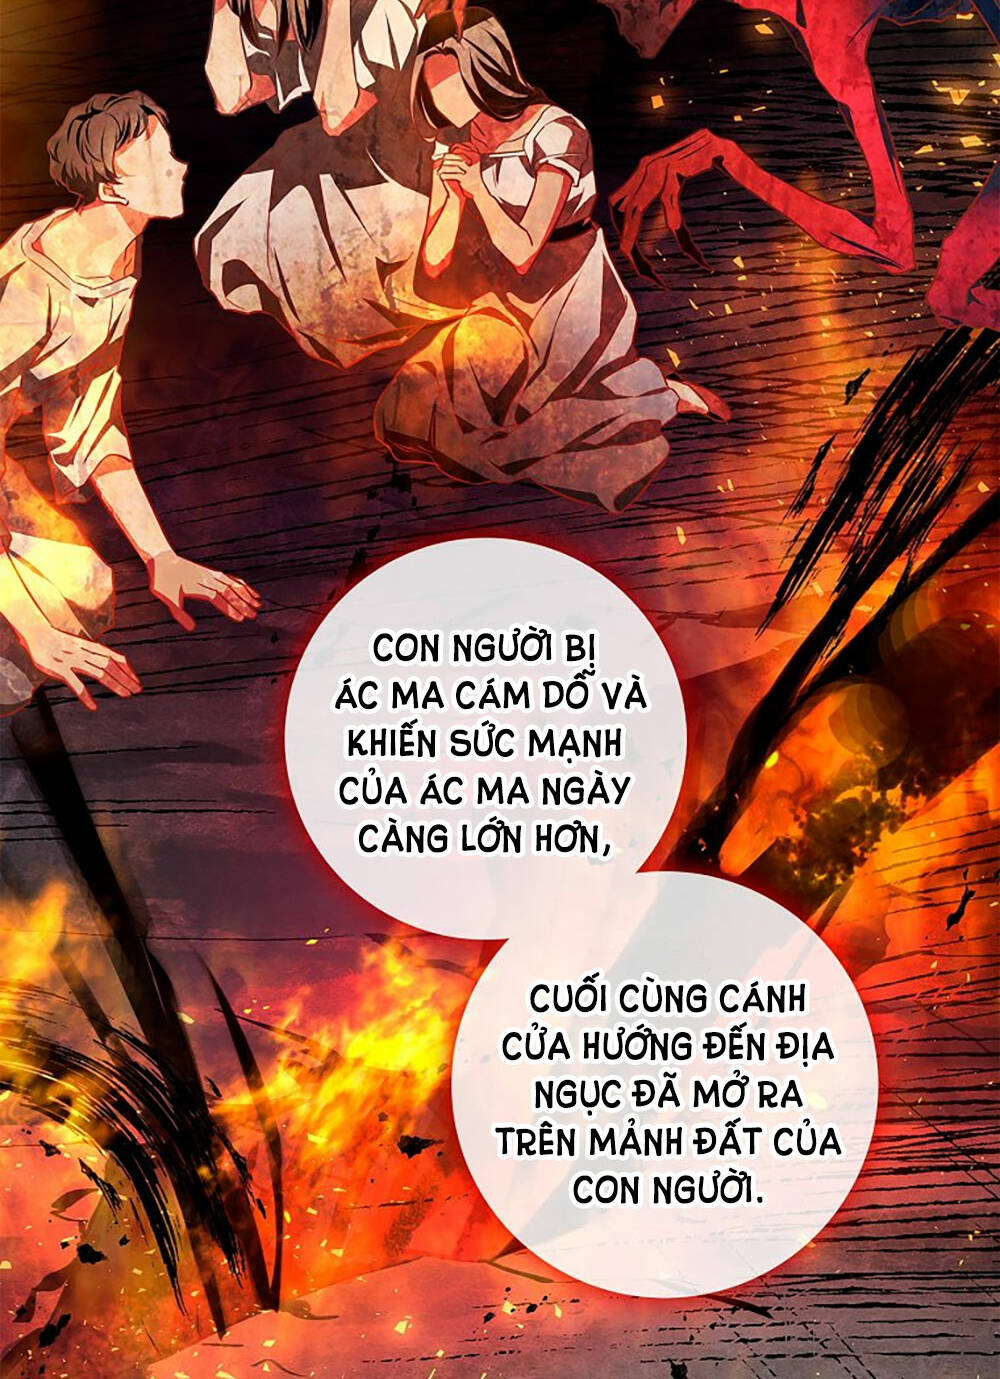 CON NGƯỜI BỊ
ÁC MA CÁM DỖ VÀ
KHIẾN SỨC MẠNH
CỦA ÁC MA NGÀY
CÀNG LỚN HƠN,
CUỐI CÙNG CÁNH
CỬA HƯỚNG ĐẾN ĐỊA
NGỤC ĐÃ MỞ RA
TRÊN MẢNH ĐẤT CỦA
CON NGƯỜI.